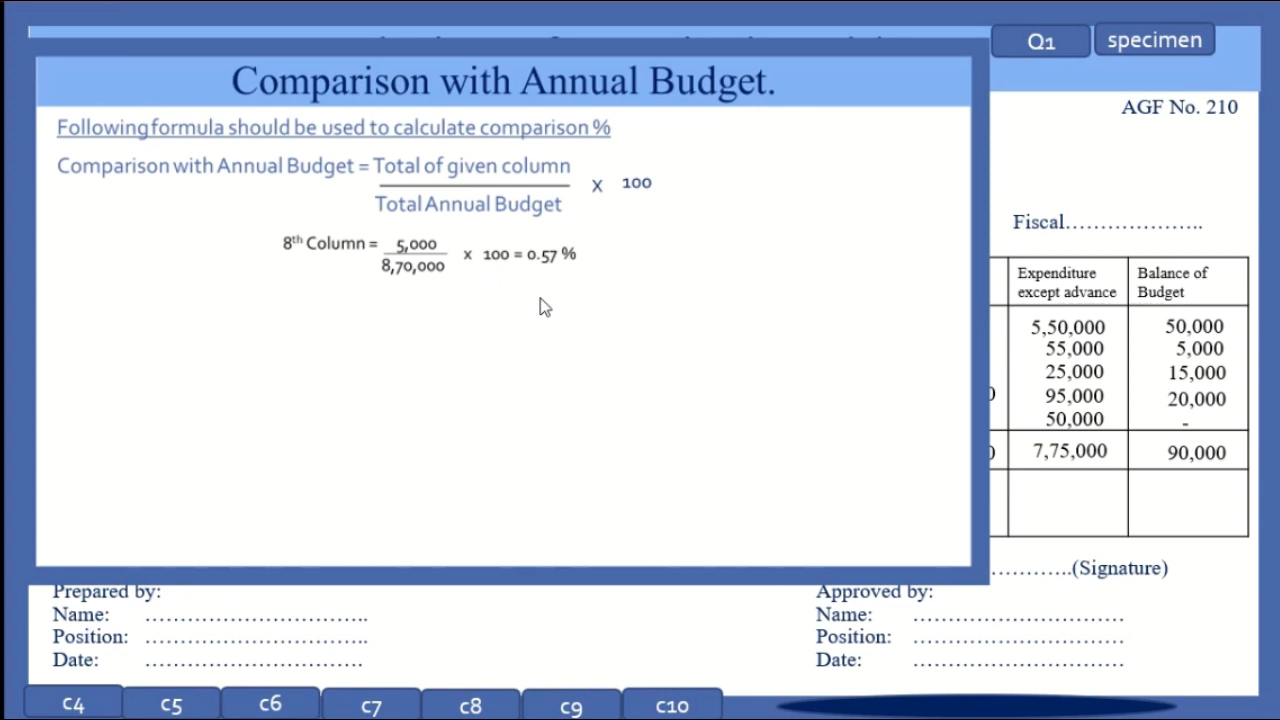 Q1
specimen
Comparison with Annual Budget.
AGF No. 210
Following formula should be used to calculate comparison %
Comparison with Annual Budget = Total of given column
x 100
Total Annual Budget
Fiscal………………..
8th Column = 5,000
8,70,000
x 100 = 0.57 %
Expenditure except advance
Balance of Budget
5,50,000 50,000
55,000 5,000
25,000 15,000
0 95,000 20,000
50,000 -
0 7,75,000 90,000
…………..(Signature)
Prepared by:
Approved by:
Name: …………………………..
Name: …………………………
Position: …………………………..
Position: …………………………
Date: ………………………….
Date: …………………………
c4
c5
c6
c7
c8
c9
c10